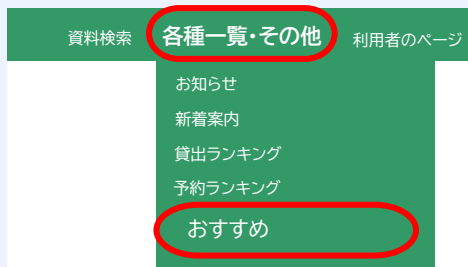 資料検索 各種一覧・その他 利用者のページ
お知らせ
新着案内
貸出ランキング
予約ランキング
おすすめ